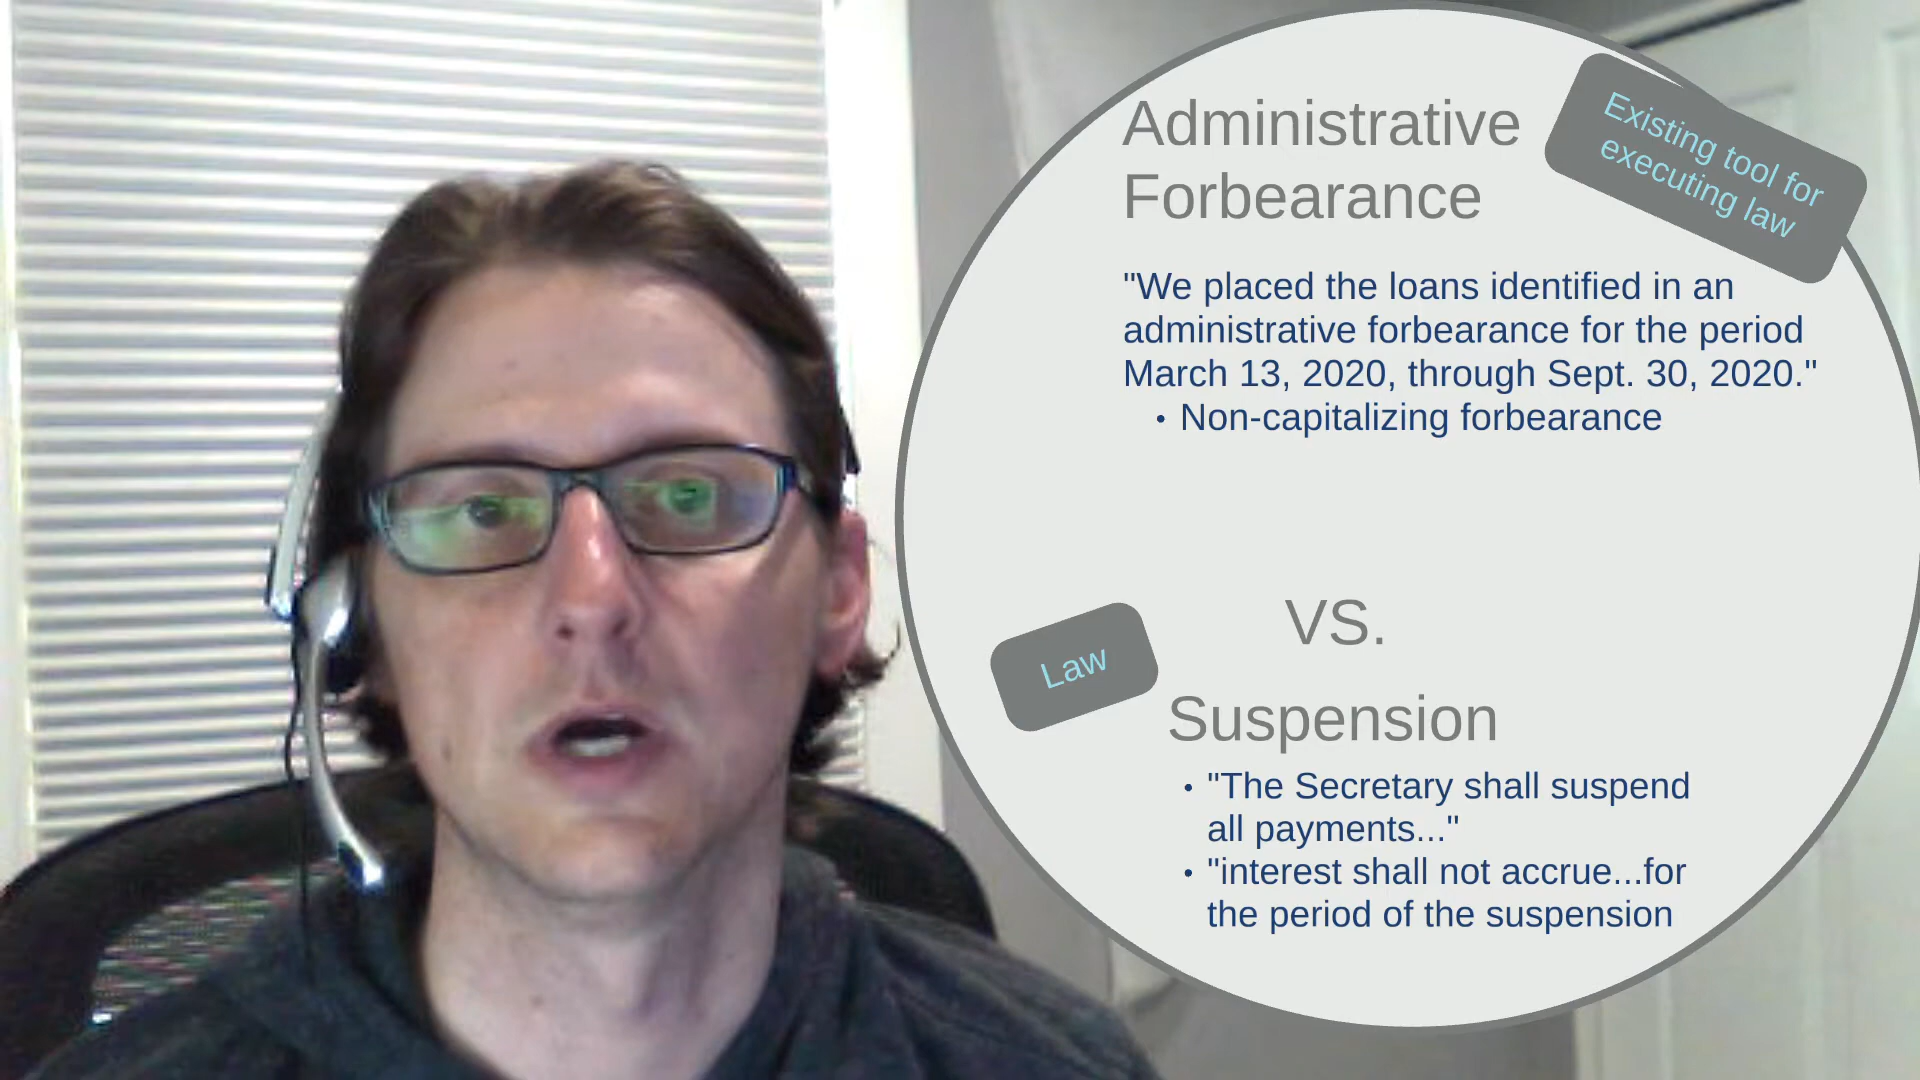 Administrative
Forbearance
Existing tool for
executing law
"We placed the loans identified in an
administrative forbearance for the period
March 13, 2020, through Sept. 30, 2020."
• Non-capitalizing forbearance
VS.
Law
Suspension
• "The Secretary shall suspend
all payments..."
• "interest shall not accrue...for
the period of the suspension